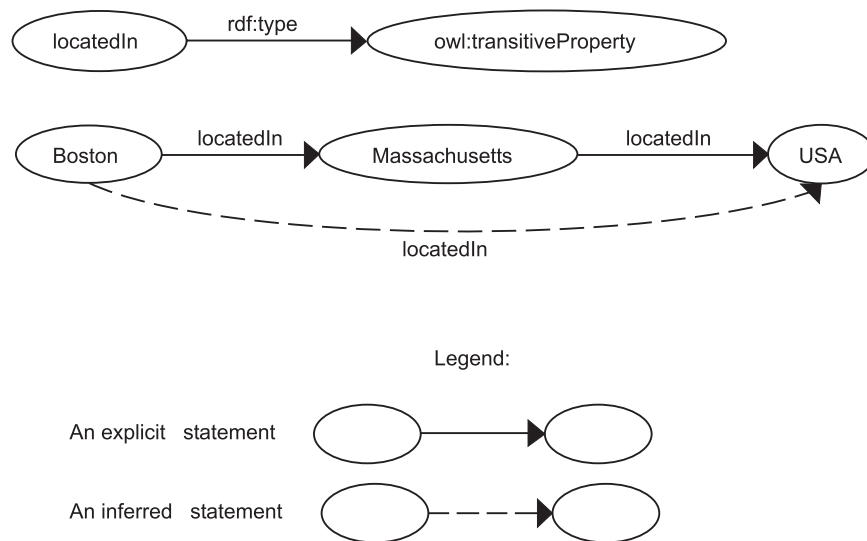 locatedIn rdf:type owl:transitiveProperty
Boston locatedIn Massachusetts locatedIn USA
locatedIn
Legend:
An explicit statement
An inferred statement